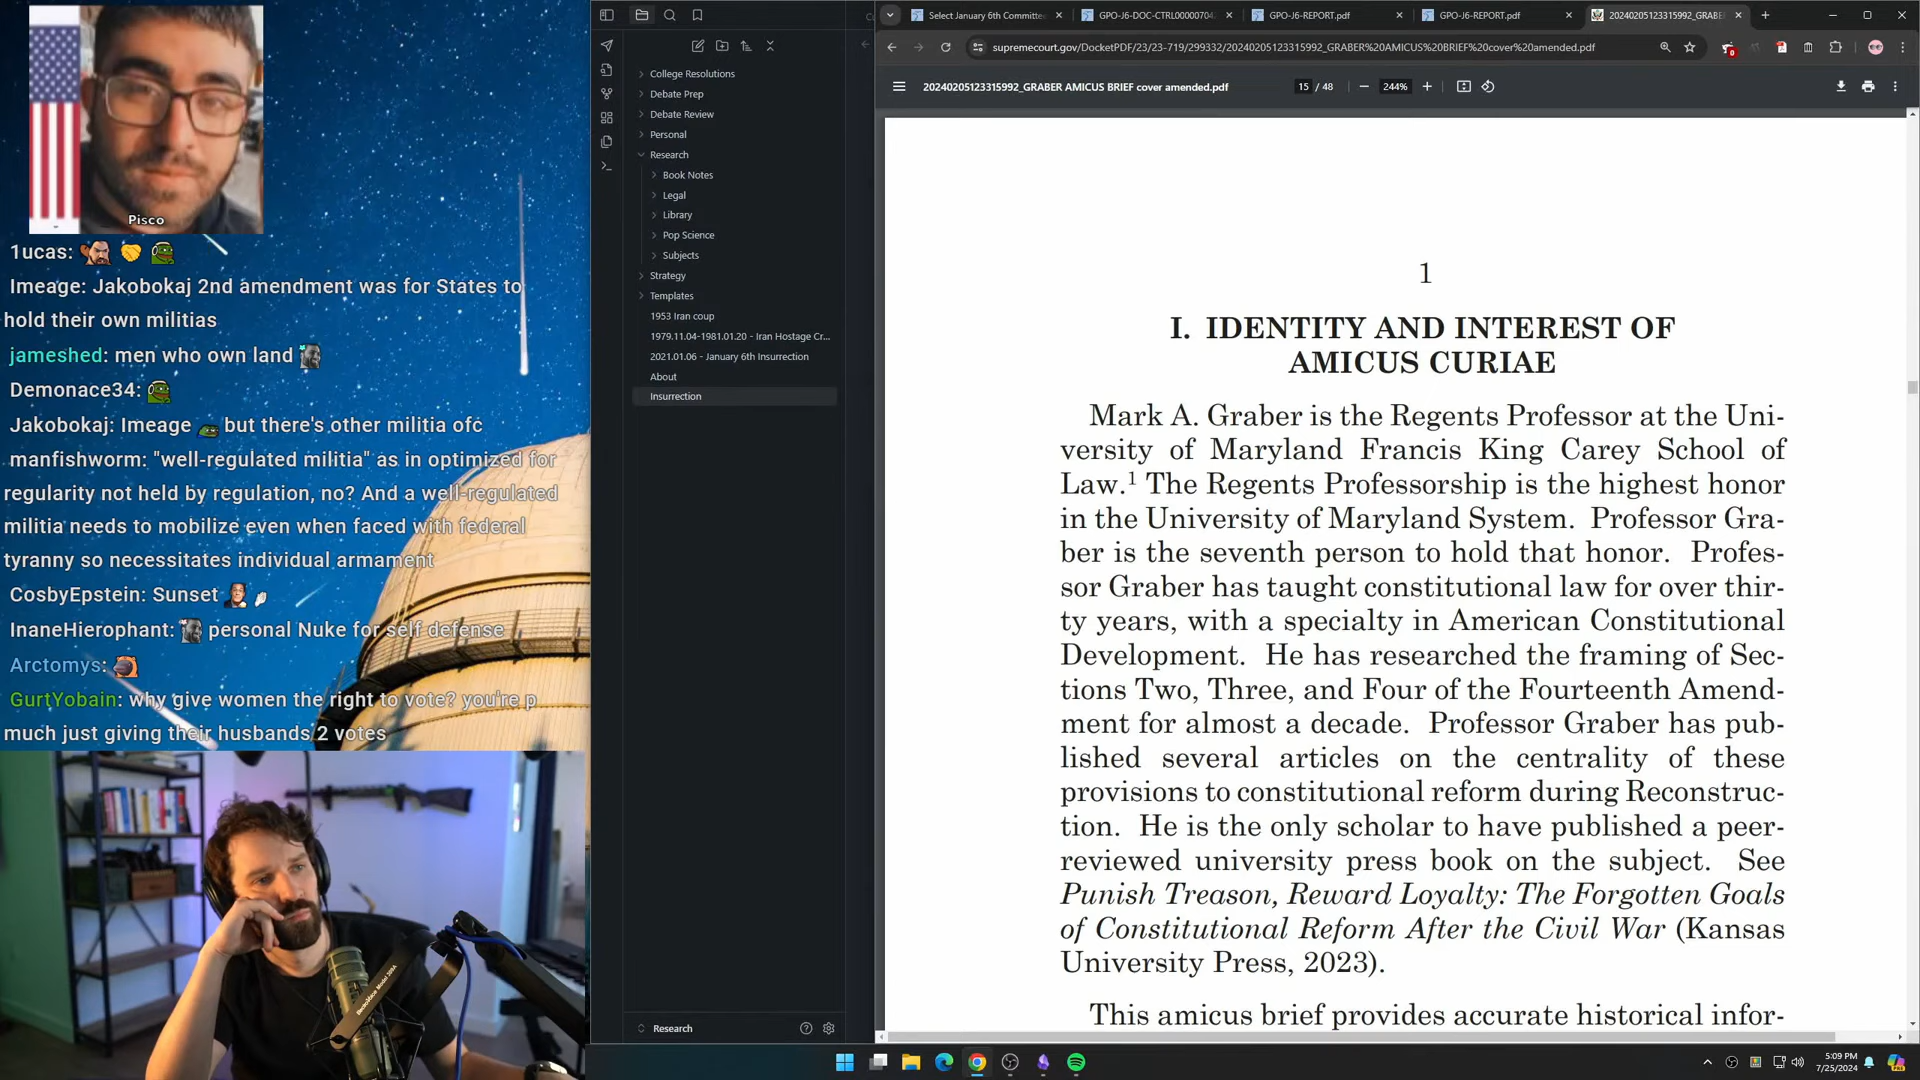 Pisco
1ucas:
Imeage: Jakobokaj 2nd amendment was for States to
hold their own militias
jameshed: men who own land
Demonace34:
Jakobokaj: Imeage but there's other militia ofc
manfishworm: "well-regulated militia" as in optimized for
regularity not held by regulation, no? And a well-regulated
militia needs to mobilize even when faced with federal
tyranny so necessitates individual armament
CosbyEpstein: Sunset
InaneHierophant: personal Nuke for self defense
Arctomys:
GurtYobain: why give women the right to vote? you're p
much just giving their husbands 2 votes
College Resolutions
Debate Prep
Debate Review
Personal
Research
Book Notes
Legal
Library
Pop Science
Subjects
Strategy
Templates
1953 Iran coup
1979.11.04-1981.01.20 - Iran Hostage Cr...
2021.01.06 - January 6th Insurrection
About
Insurrection
Research
Select January 6th Committe
GPO-J6-DOC-CTRL0000070
GPO-J6-REPORT.pdf
GPO-J6-REPORT.pdf
20240205123315992_GRABE
supremecourt.gov/DocketPDF/23/23-719/299332/20240205123315992_GRABER%20AMICUS%20BRIEF%20cover%20amended.pdf
20240205123315992_GRABER AMICUS BRIEF cover amended.pdf
15 / 48
244%
1
I. IDENTITY AND INTEREST OF
AMICUS CURIAE
Mark A. Graber is the Regents Professor at the Uni-
versity of Maryland Francis King Carey School of
Law.1 The Regents Professorship is the highest honor
in the University of Maryland System. Professor Gra-
ber is the seventh person to hold that honor. Profes-
sor Graber has taught constitutional law for over thir-
ty years, with a specialty in American Constitutional
Development. He has researched the framing of Sec-
tions Two, Three, and Four of the Fourteenth Amend-
ment for almost a decade. Professor Graber has pub-
lished several articles on the centrality of these
provisions to constitutional reform during Reconstruc-
tion. He is the only scholar to have published a peer-
reviewed university press book on the subject. See
Punish Treason, Reward Loyalty: The Forgotten Goals
of Constitutional Reform After the Civil War (Kansas
University Press, 2023).
This amicus brief provides accurate historical infor-
5:09 PM
7/25/2024